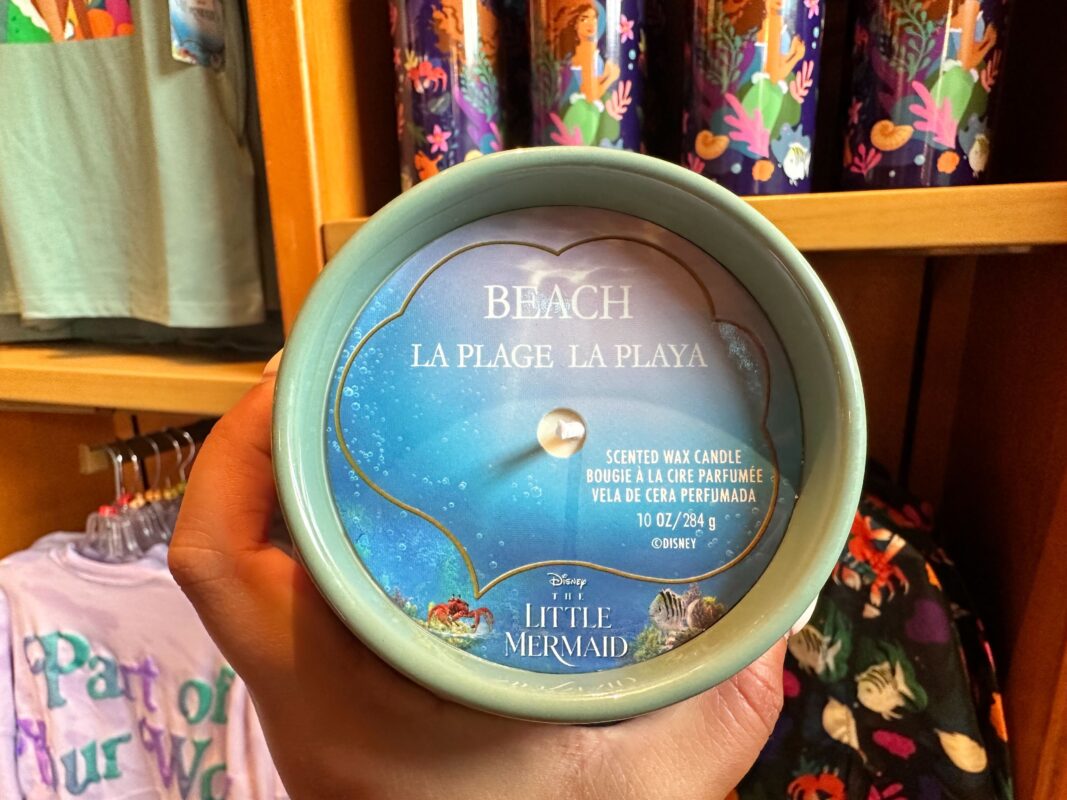 BEACH
LA PLAGE LA PLAYA
SCENTED WAX CANDLE
BOUGIE À LA CIRE PARFUMÉE
VELA DE CERA PERFUMADA
10 OZ/284 g
©DISNEY
Disney
THE
LITTLE
MERMAID
Part of
Your Wo